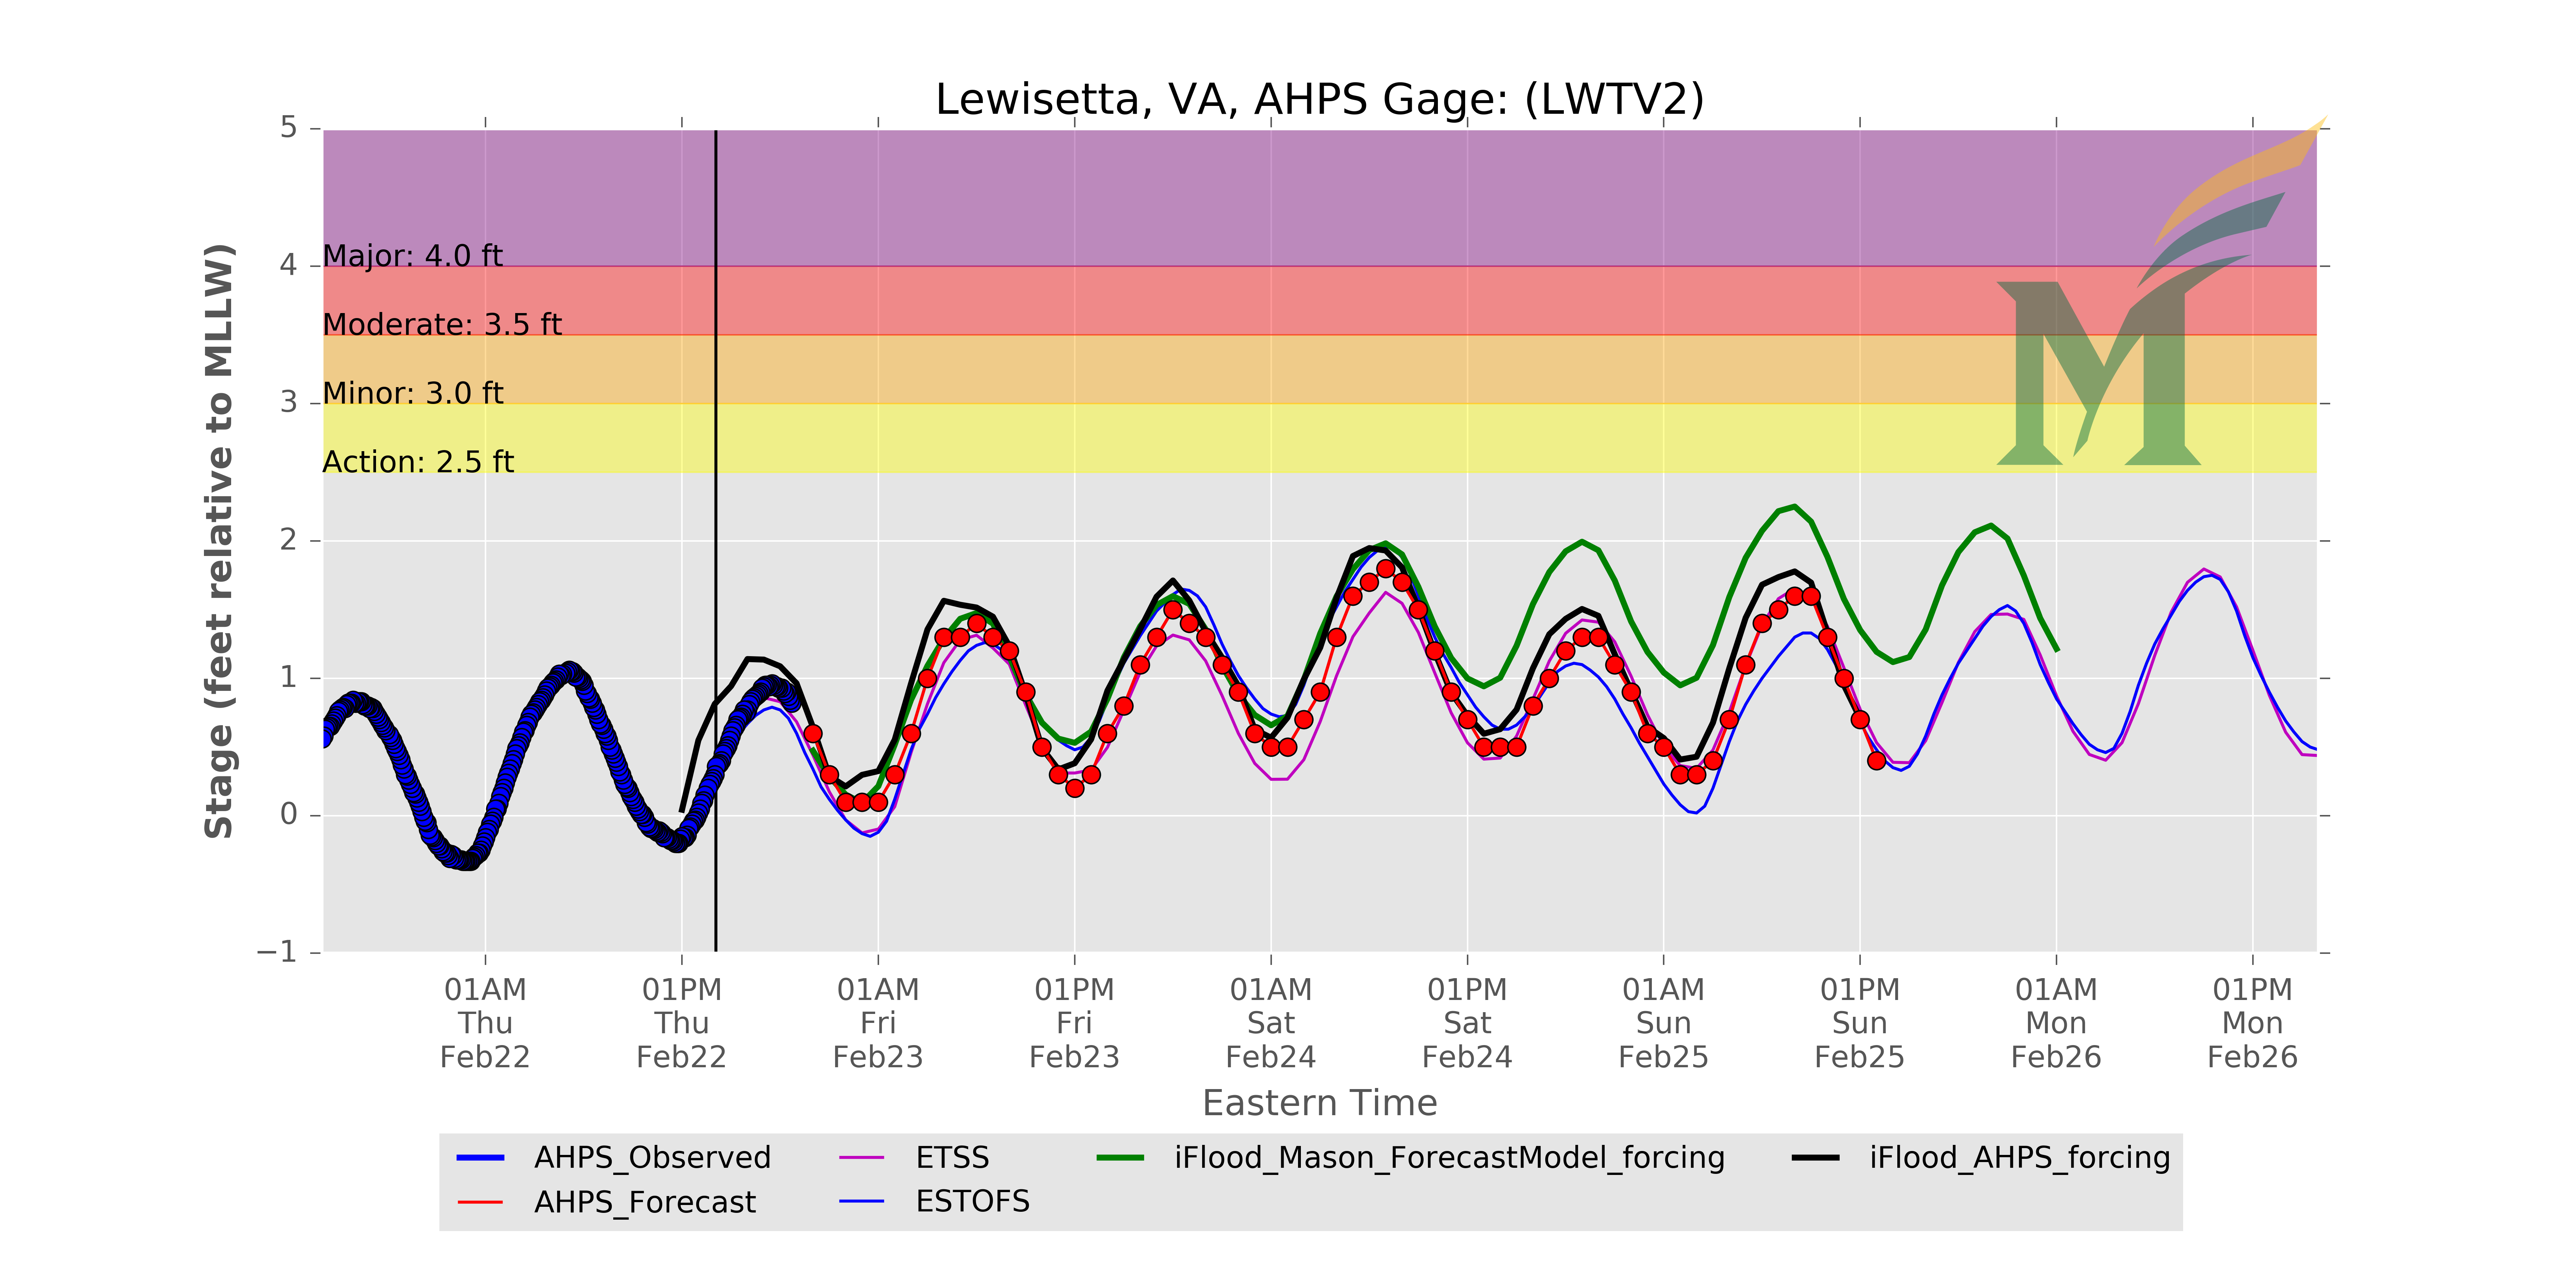 Lewisetta, VA, AHPS Gage: (LWTV2)
Stage (feet relative to MLLW)
5
4
3
2
1
0
−1
Major: 4.0 ft
Moderate: 3.5 ft
Minor: 3.0 ft
Action: 2.5 ft
M
01AM 01PM 01AM 01PM 01AM 01PM 01AM 01PM 01AM 01PM
Thu Thu Fri Fri Sat Sat Sun Sun Mon Mon
Feb22 Feb22 Feb23 Feb23 Feb24 Feb24 Feb25 Feb25 Feb26 Feb26
Eastern Time
AHPS_Observed ETSS iFlood_Mason_ForecastModel_forcing iFlood_AHPS_forcing
AHPS_Forecast ESTOFS